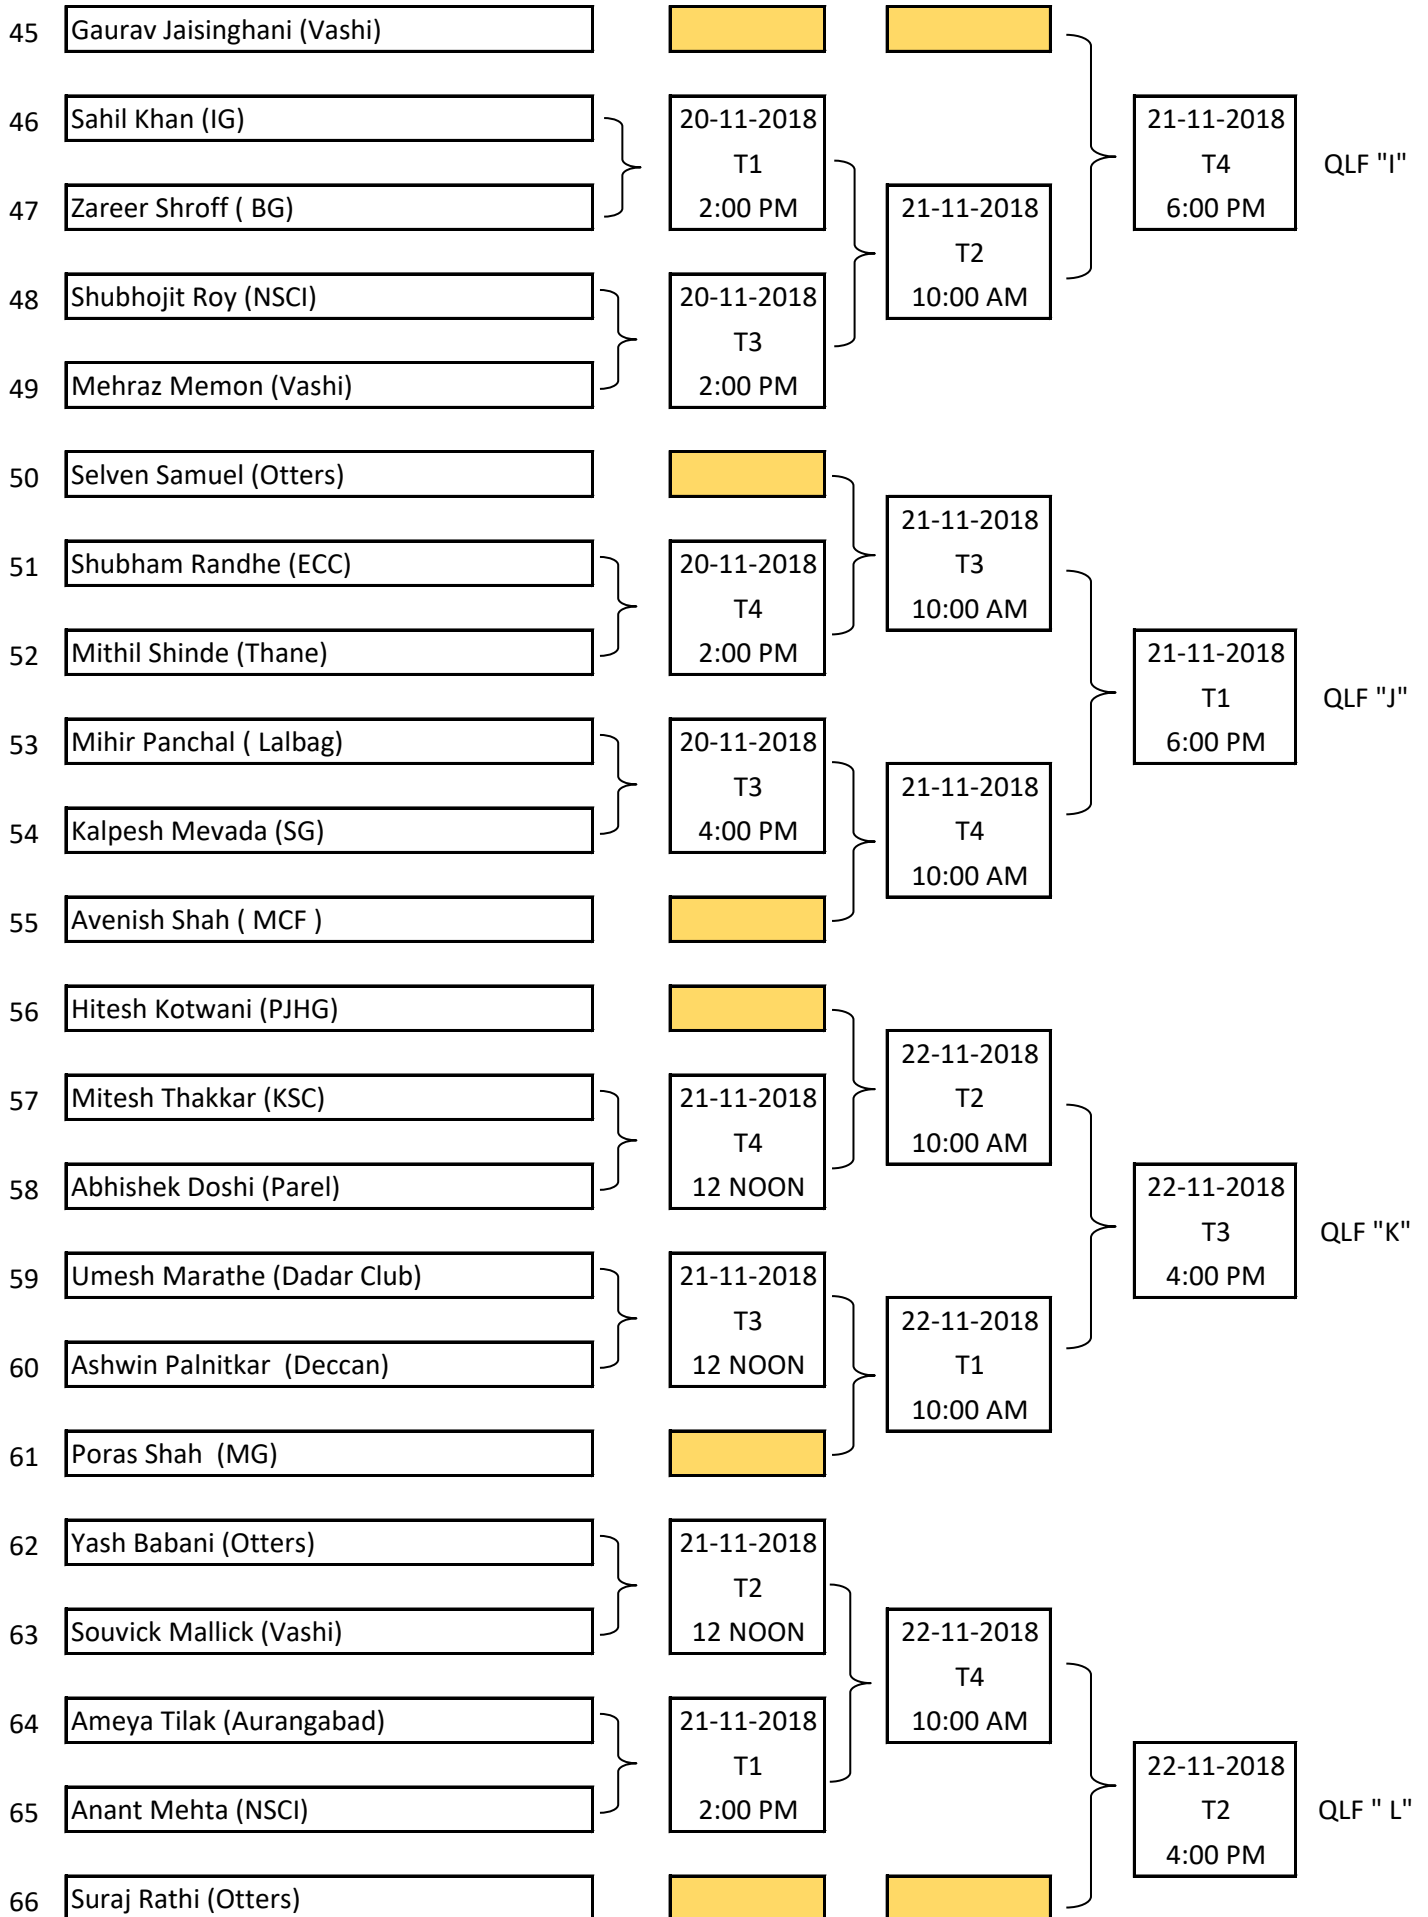 45 Gaurav Jaisinghani (Vashi)
46 Sahil Khan (IG) 20-11-2018 21-11-2018
T1 T4 QLF "I"
47 Zareer Shroff ( BG) 2:00 PM 21-11-2018 6:00 PM
T2
48 Shubhojit Roy (NSCI) 20-11-2018 10:00 AM
T3
49 Mehraz Memon (Vashi) 2:00 PM
50 Selven Samuel (Otters)
21-11-2018
51 Shubham Randhe (ECC) 20-11-2018 T3
T4 10:00 AM
52 Mithil Shinde (Thane) 2:00 PM 21-11-2018
T1 QLF "J"
53 Mihir Panchal ( Lalbag) 20-11-2018 6:00 PM
T3 21-11-2018
54 Kalpesh Mevada (SG) 4:00 PM T4
10:00 AM
55 Avenish Shah ( MCF )
56 Hitesh Kotwani (PJHG)
22-11-2018
57 Mitesh Thakkar (KSC) 21-11-2018 T2
T4 10:00 AM
58 Abhishek Doshi (Parel) 12 NOON 22-11-2018
T3 QLF "K"
59 Umesh Marathe (Dadar Club) 21-11-2018 4:00 PM
T3 22-11-2018
60 Ashwin Palnitkar  (Deccan) 12 NOON T1
10:00 AM
61 Poras Shah  (MG)
62 Yash Babani (Otters) 21-11-2018
T2
63 Souvick Mallick (Vashi) 12 NOON 22-11-2018
T4
64 Ameya Tilak (Aurangabad) 21-11-2018 10:00 AM
T1 22-11-2018
65 Anant Mehta (NSCI) 2:00 PM T2 QLF " L"
4:00 PM
66 Suraj Rathi (Otters)